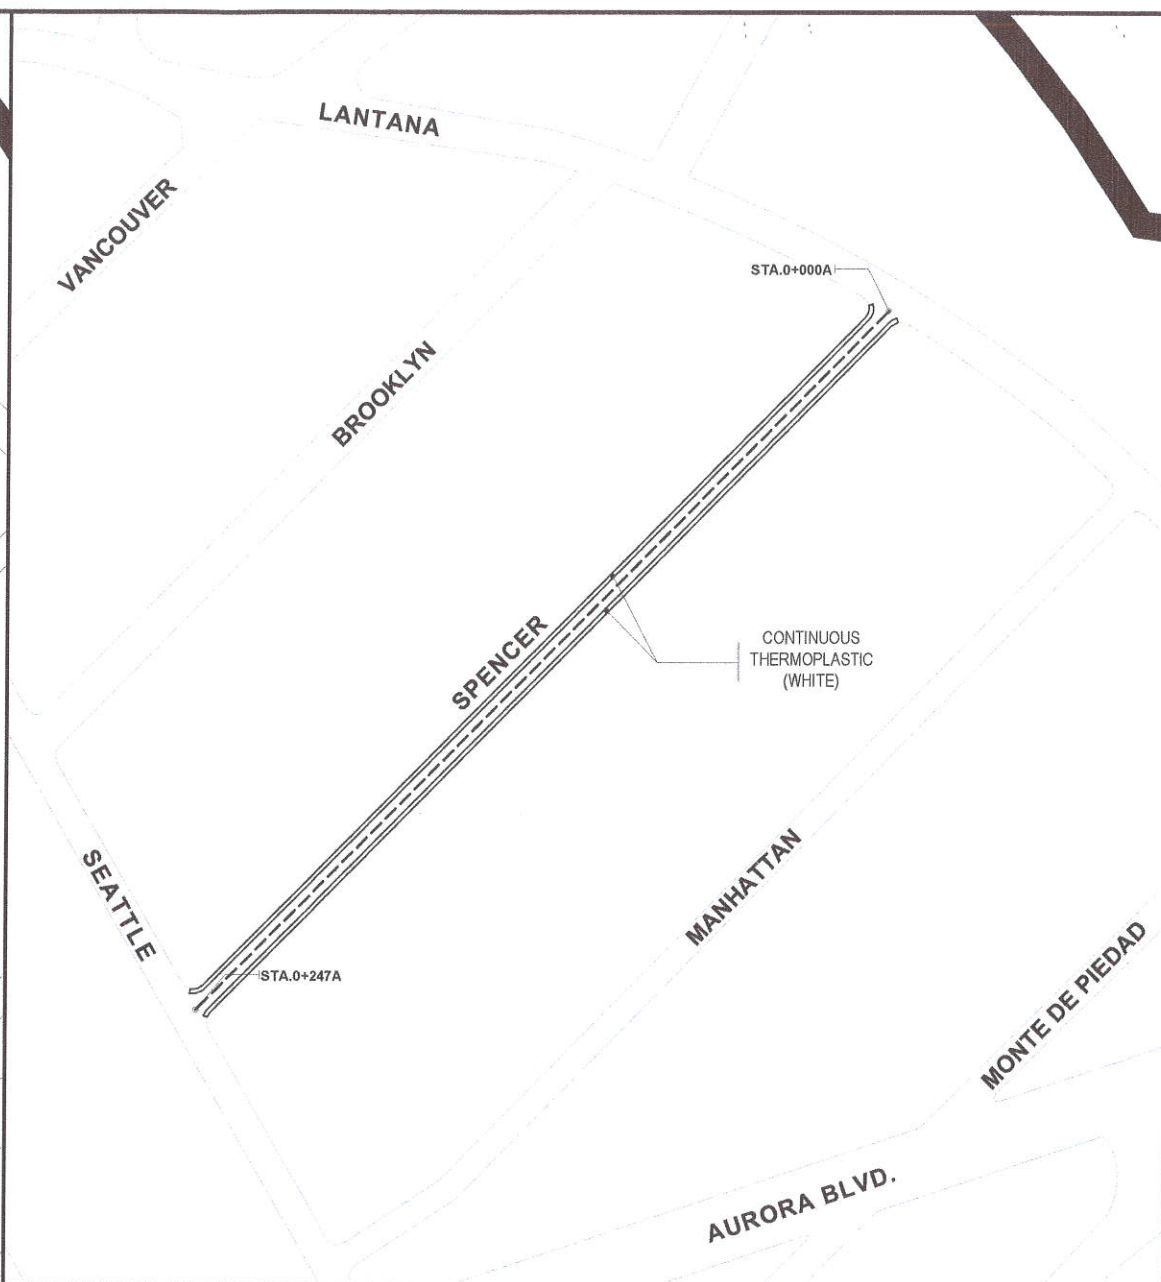 LANTANA
VANCOUVER
STA.0+000A
BROOKLYN
SPENCER
CONTINUOUS
THERMOPLASTIC
(WHITE)
MANHATTAN
SEATTLE
STA.0+247A
MONTE DE PIEDAD
AURORA BLVD.